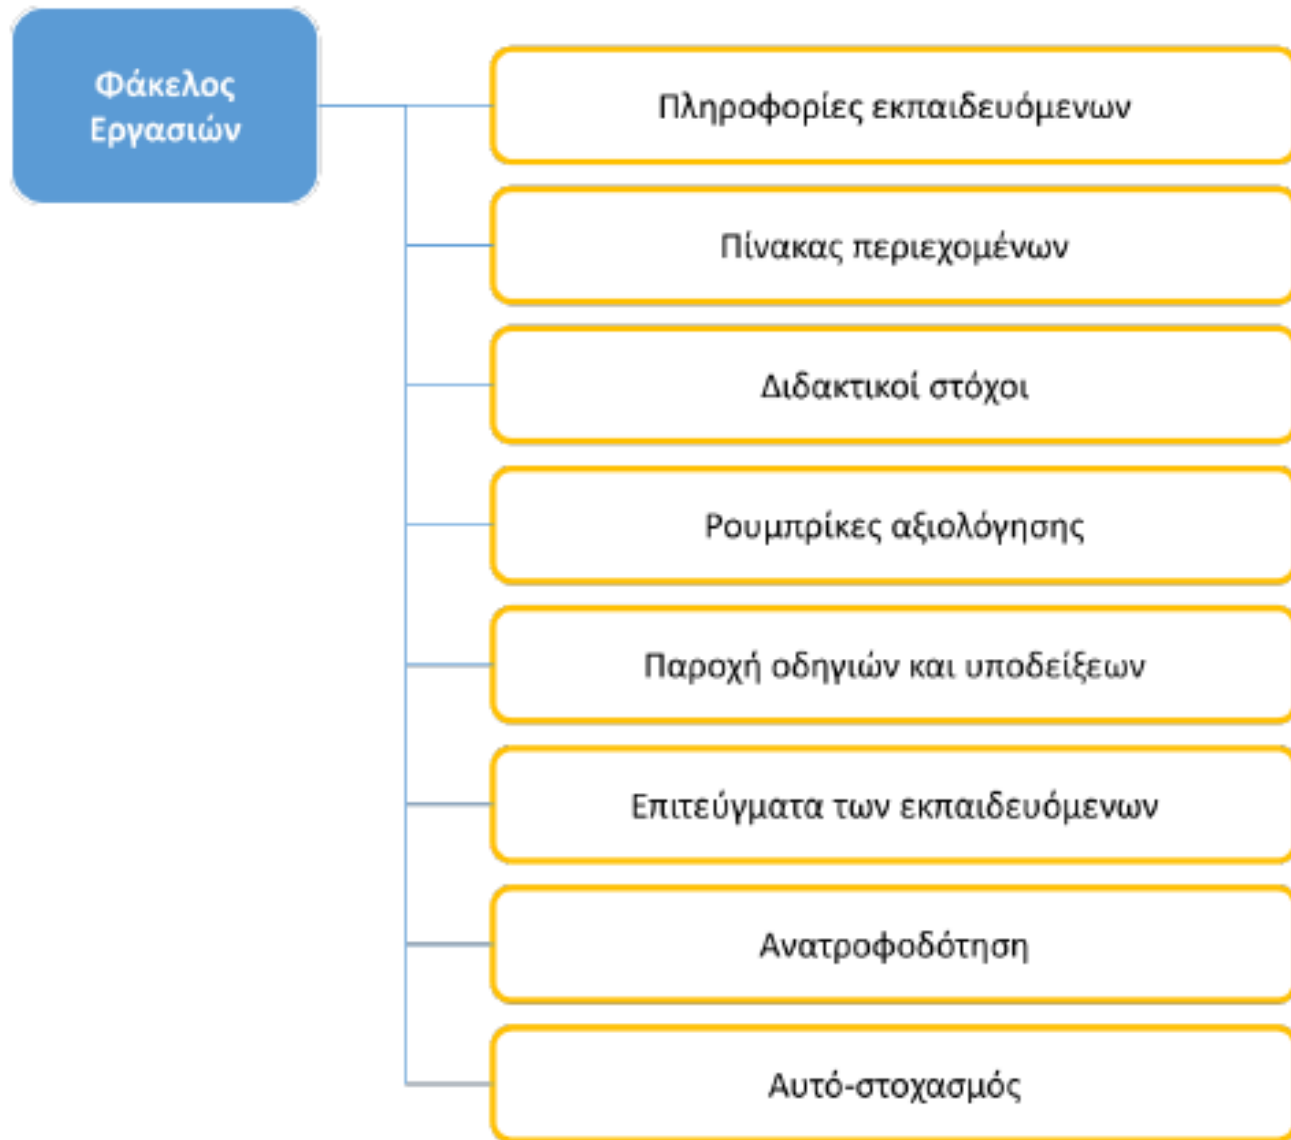 Φάκελος
Εργασιών
Πληροφορίες εκπαιδευόμενων
Πίνακας περιεχομένων
Διδακτικοί στόχοι
Ρουμπρίκες αξιολόγησης
Παροχή οδηγιών και υποδείξεων
Επιτεύγματα των εκπαιδευόμενων
Ανατροφοδότηση
Αυτό-στοχασμός